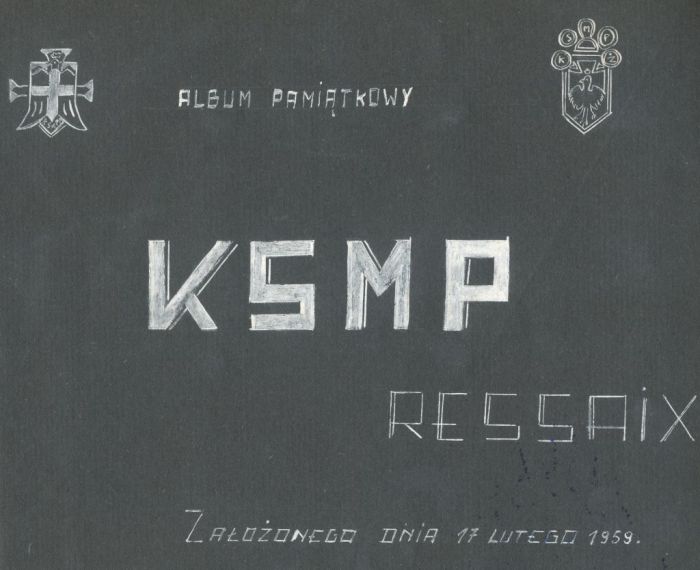 ALBUM PAMIĄTKOWY
KSMP
RESSAIX
ZAŁOŻONEGO DNIA 17 LUTEGO 1959.